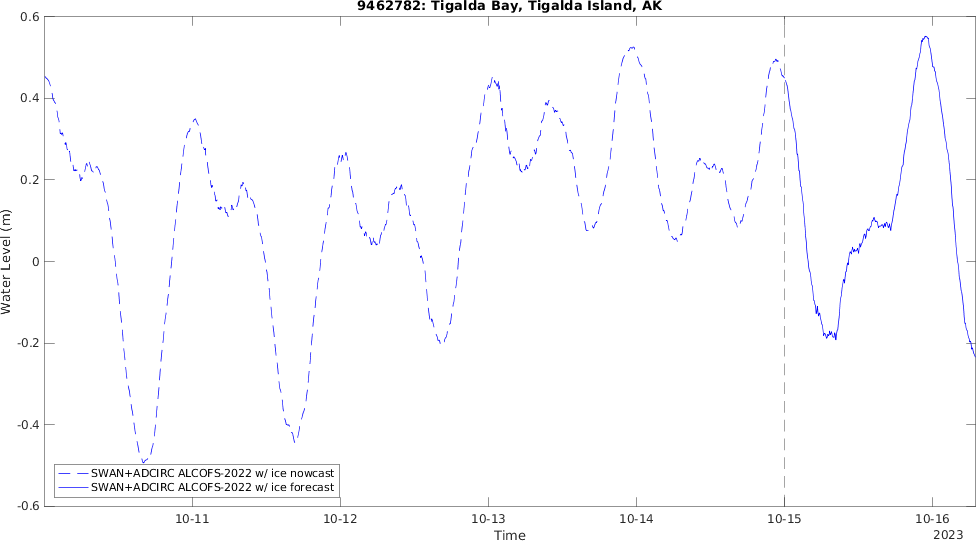 9462782: Tigalda Bay, Tigalda Island, AK
0.6
0.4
0.2
0
-0.2
-0.4
-0.6
Water Level (m)
SWAN+ADCIRC ALCOFS-2022 w/ ice nowcast
SWAN+ADCIRC ALCOFS-2022 w/ ice forecast
10-11 10-12 10-13 10-14 10-15 10-16
Time 2023